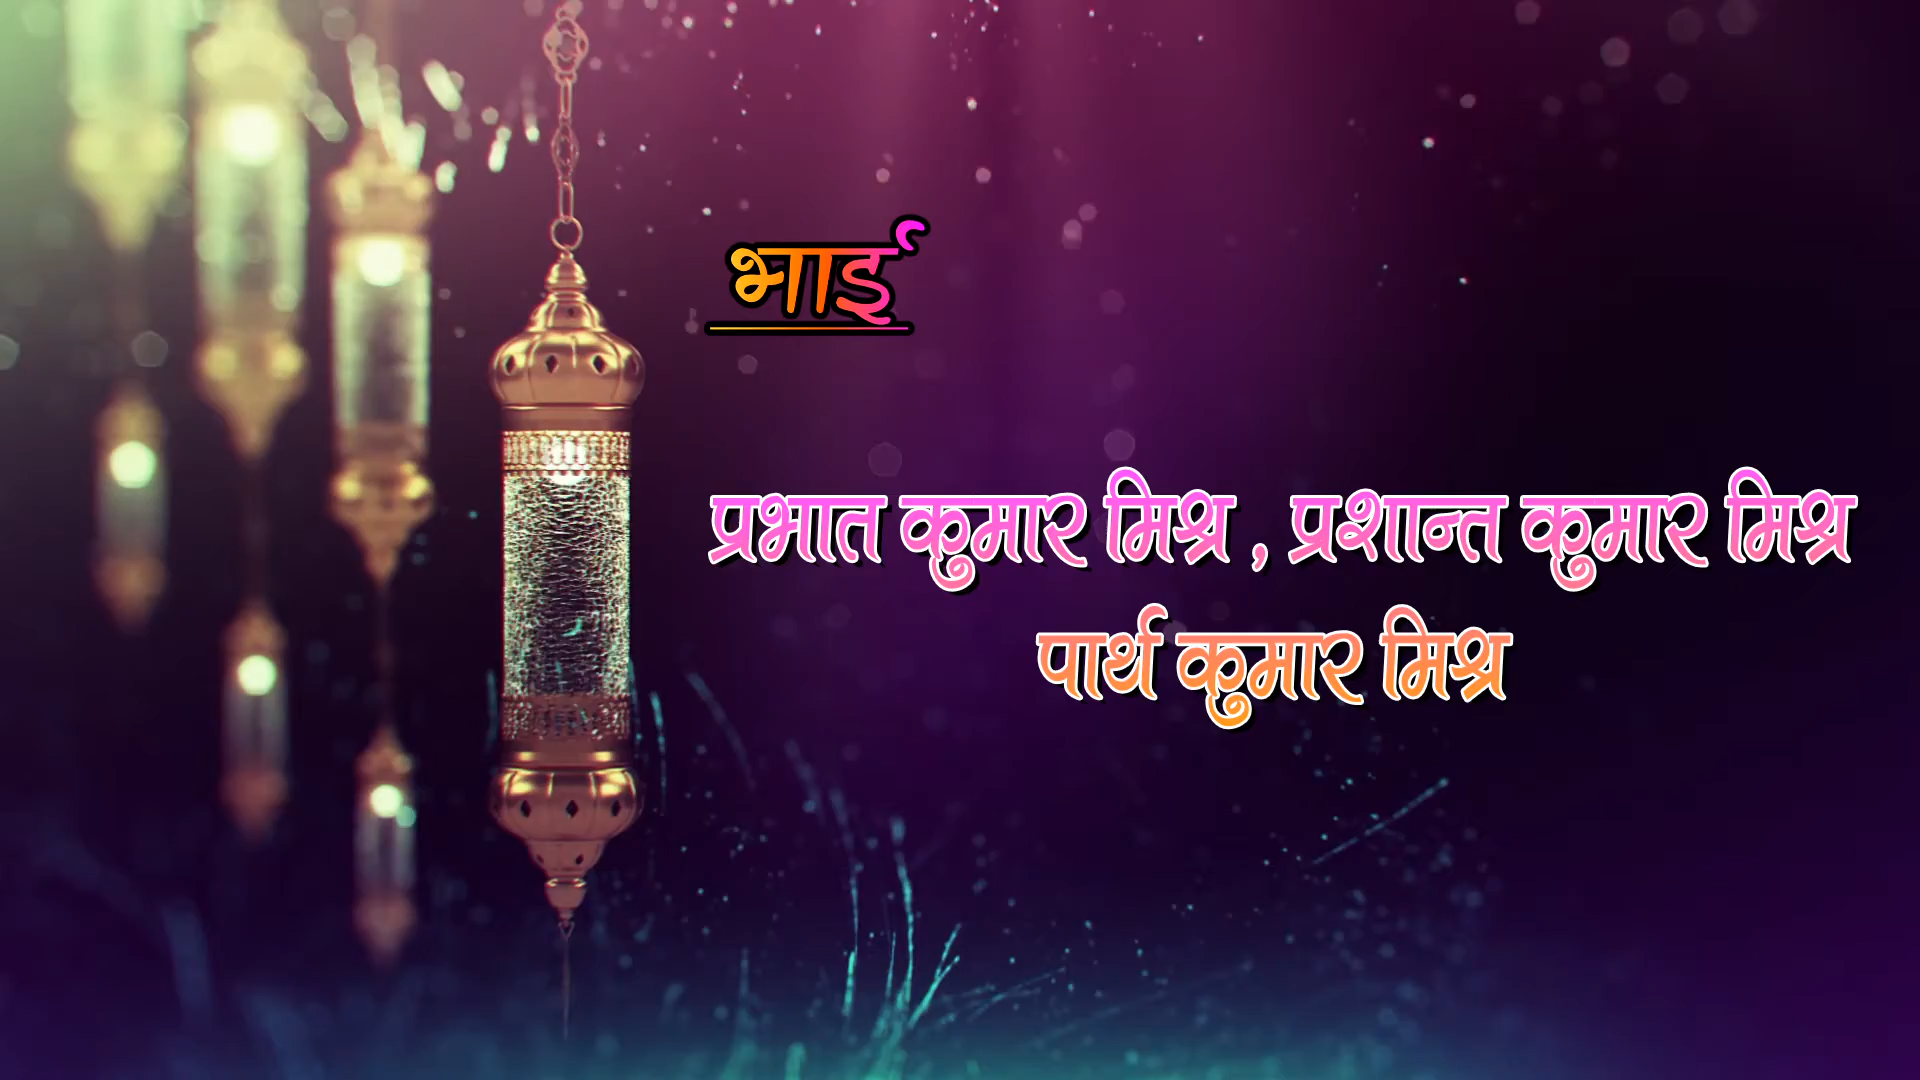 भाई
प्रभात कुमार मिश्र , प्रशान्त कुमार मिश्र
पार्थ कुमार मिश्र